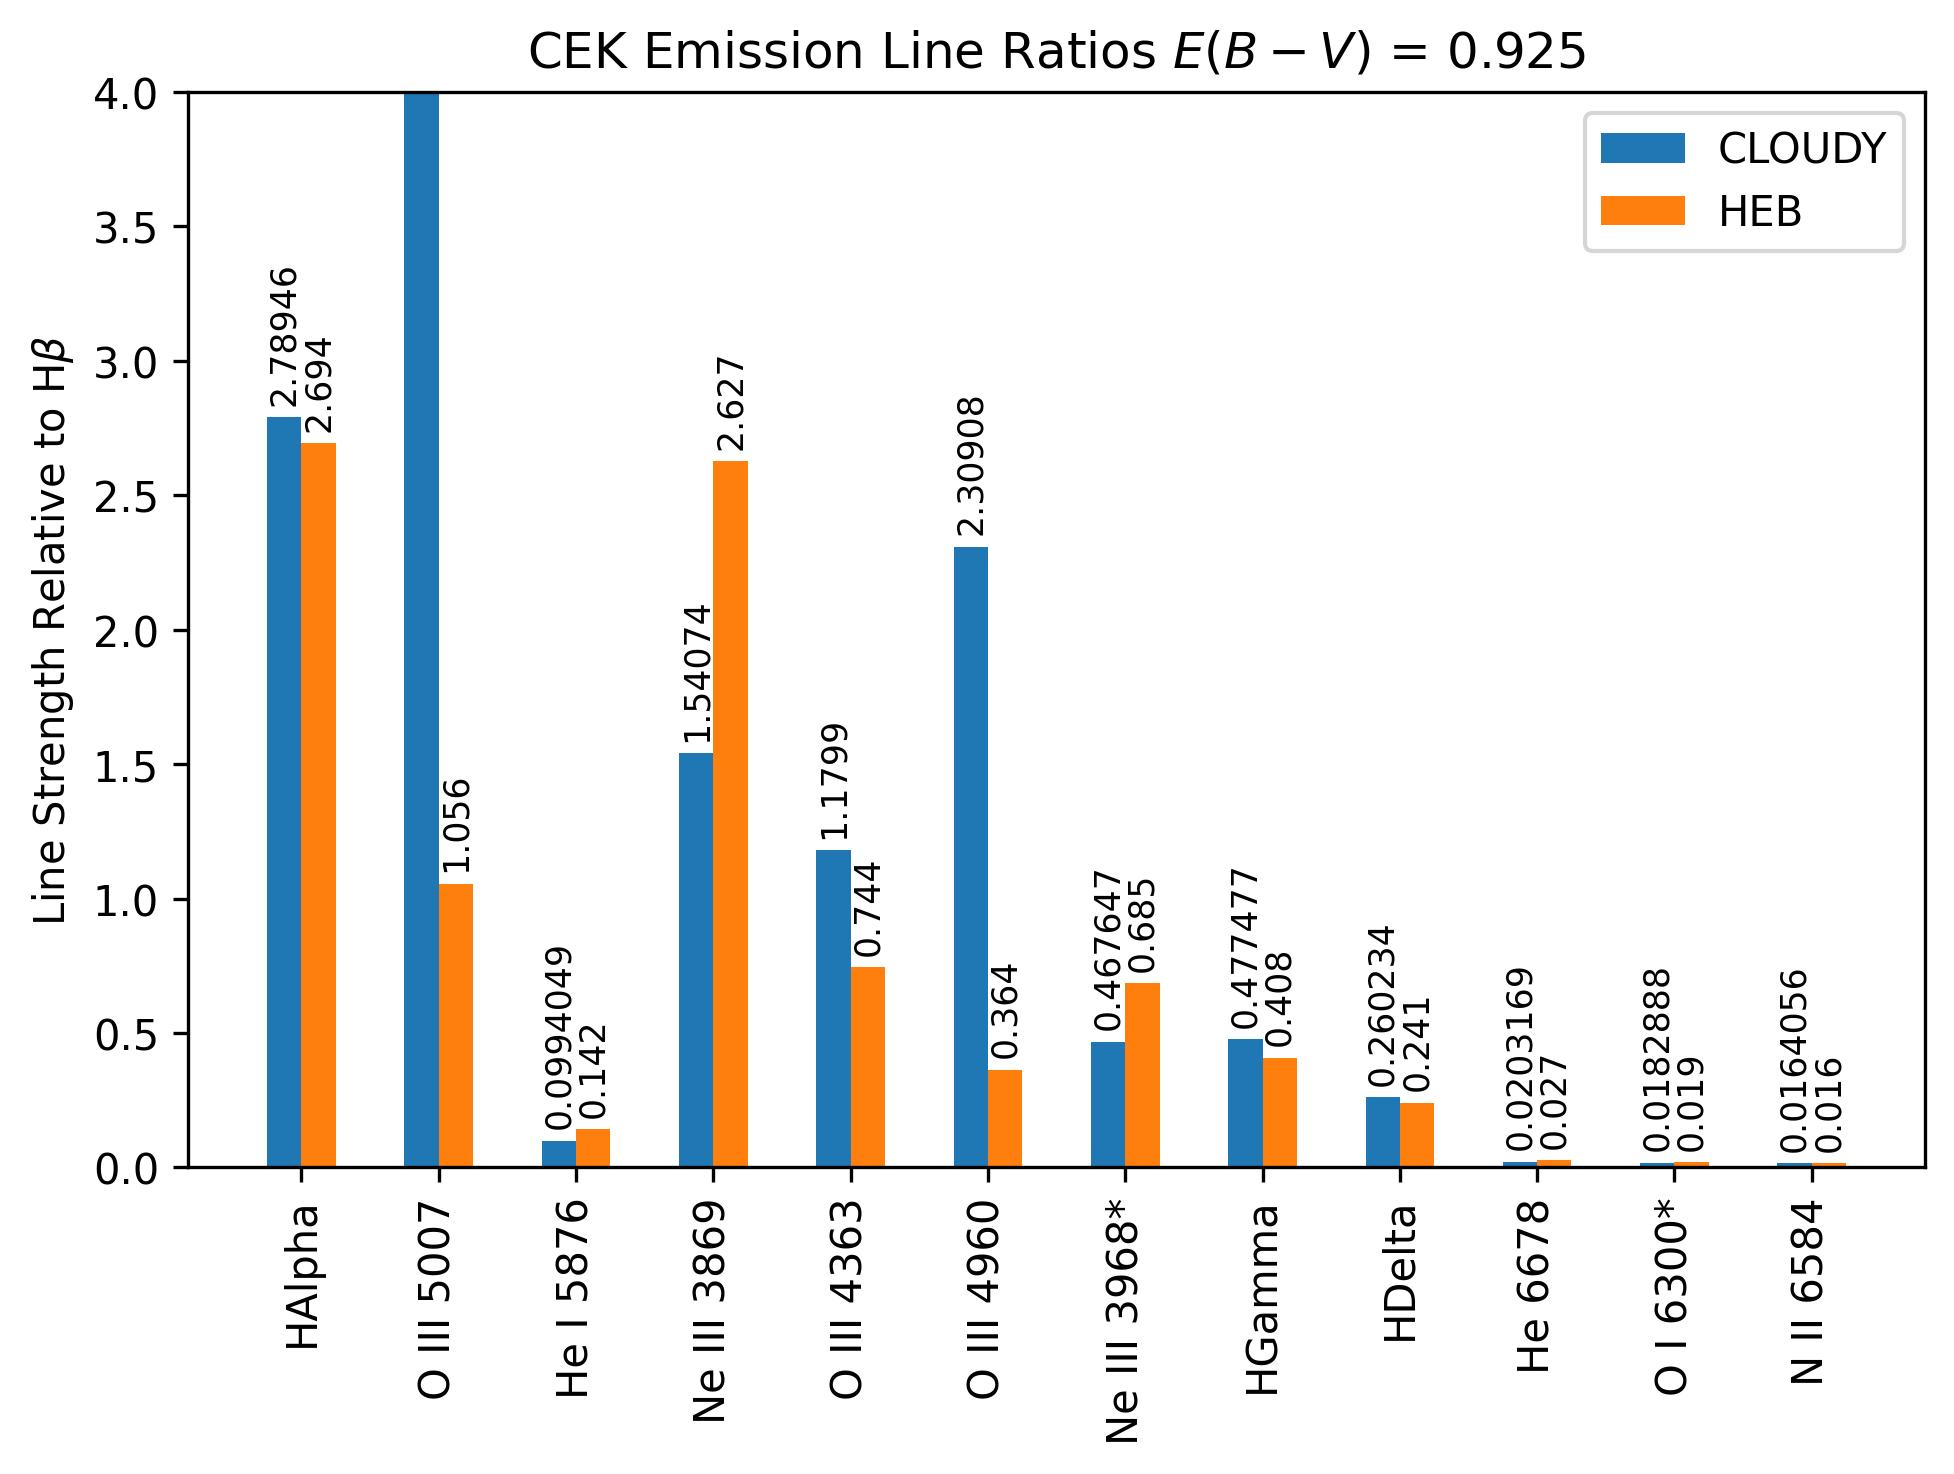 CEK Emission Line Ratios E(B − V) = 0.925
Line Strength Relative to Hβ
4.0
3.5
3.0
2.5
2.0
1.5
1.0
0.5
0.0
CLOUDY
HEB
2.78946
2.694
1.056
0.0994049
0.142
1.54074
2.627
1.1799
0.744
2.30908
0.364
0.467647
0.685
0.477477
0.408
0.260234
0.241
0.0203169
0.027
0.0182888
0.019
0.0164056
0.016
HAlpha
O III 5007
He I 5876
Ne III 3869
O III 4363
O III 4960
Ne III 3968*
HGamma
HDelta
He 6678
O I 6300*
N II 6584